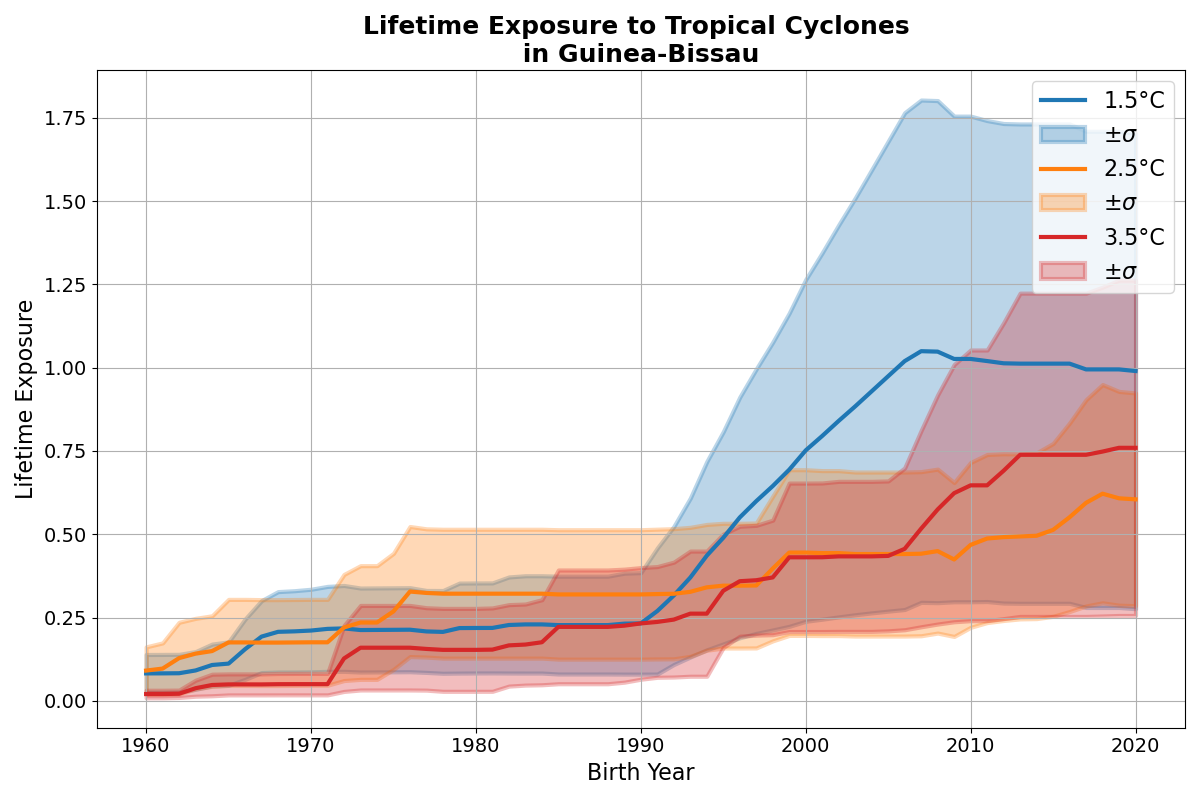 Lifetime Exposure to Tropical Cyclones
in Guinea-Bissau
1.5°C
±σ
2.5°C
±σ
3.5°C
±σ
Lifetime Exposure
1.75
1.50
1.25
1.00
0.75
0.50
0.25
0.00
1960 1970 1980 1990 2000 2010 2020
Birth Year